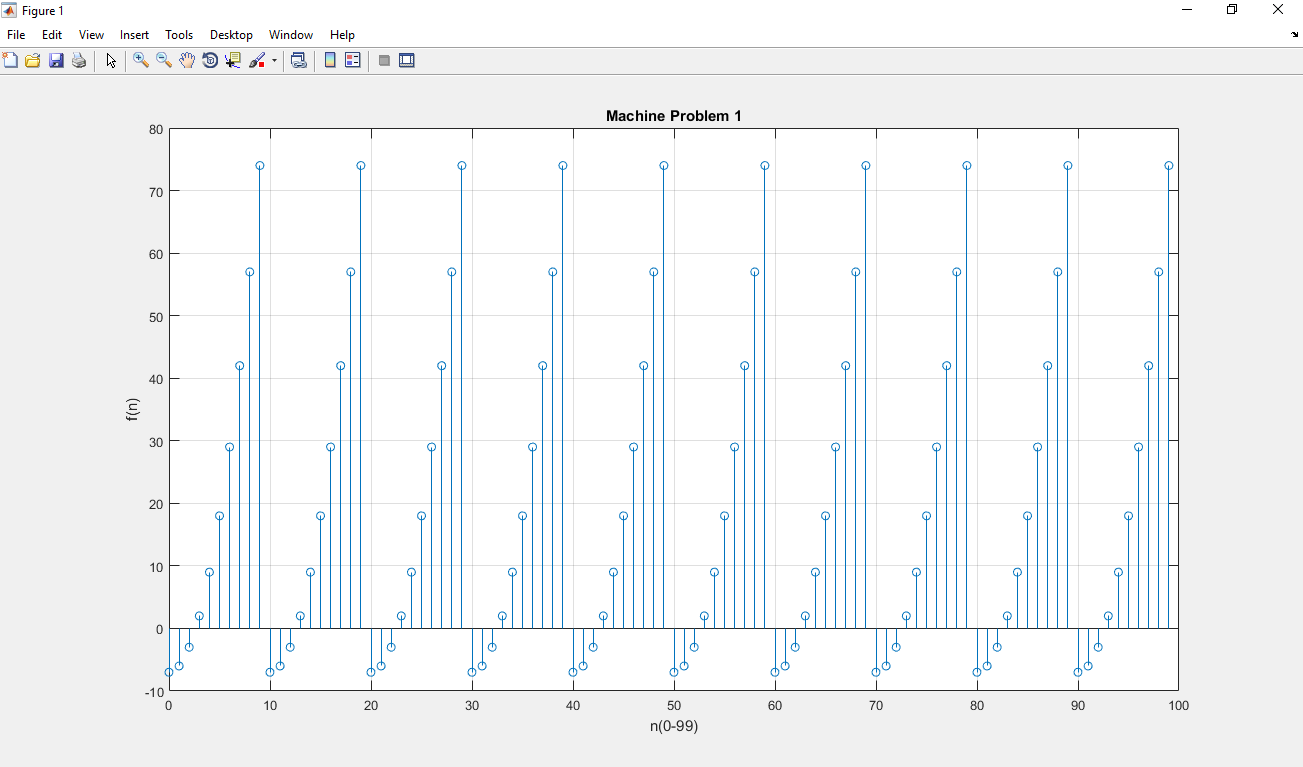 Figure 1
File Edit View Insert Tools Desktop Window Help
Machine Problem 1
80
70
60
50
40
30
20
10
0
-10
f(n)
0 10 20 30 40 50 60 70 80 90 100
n(0-99)